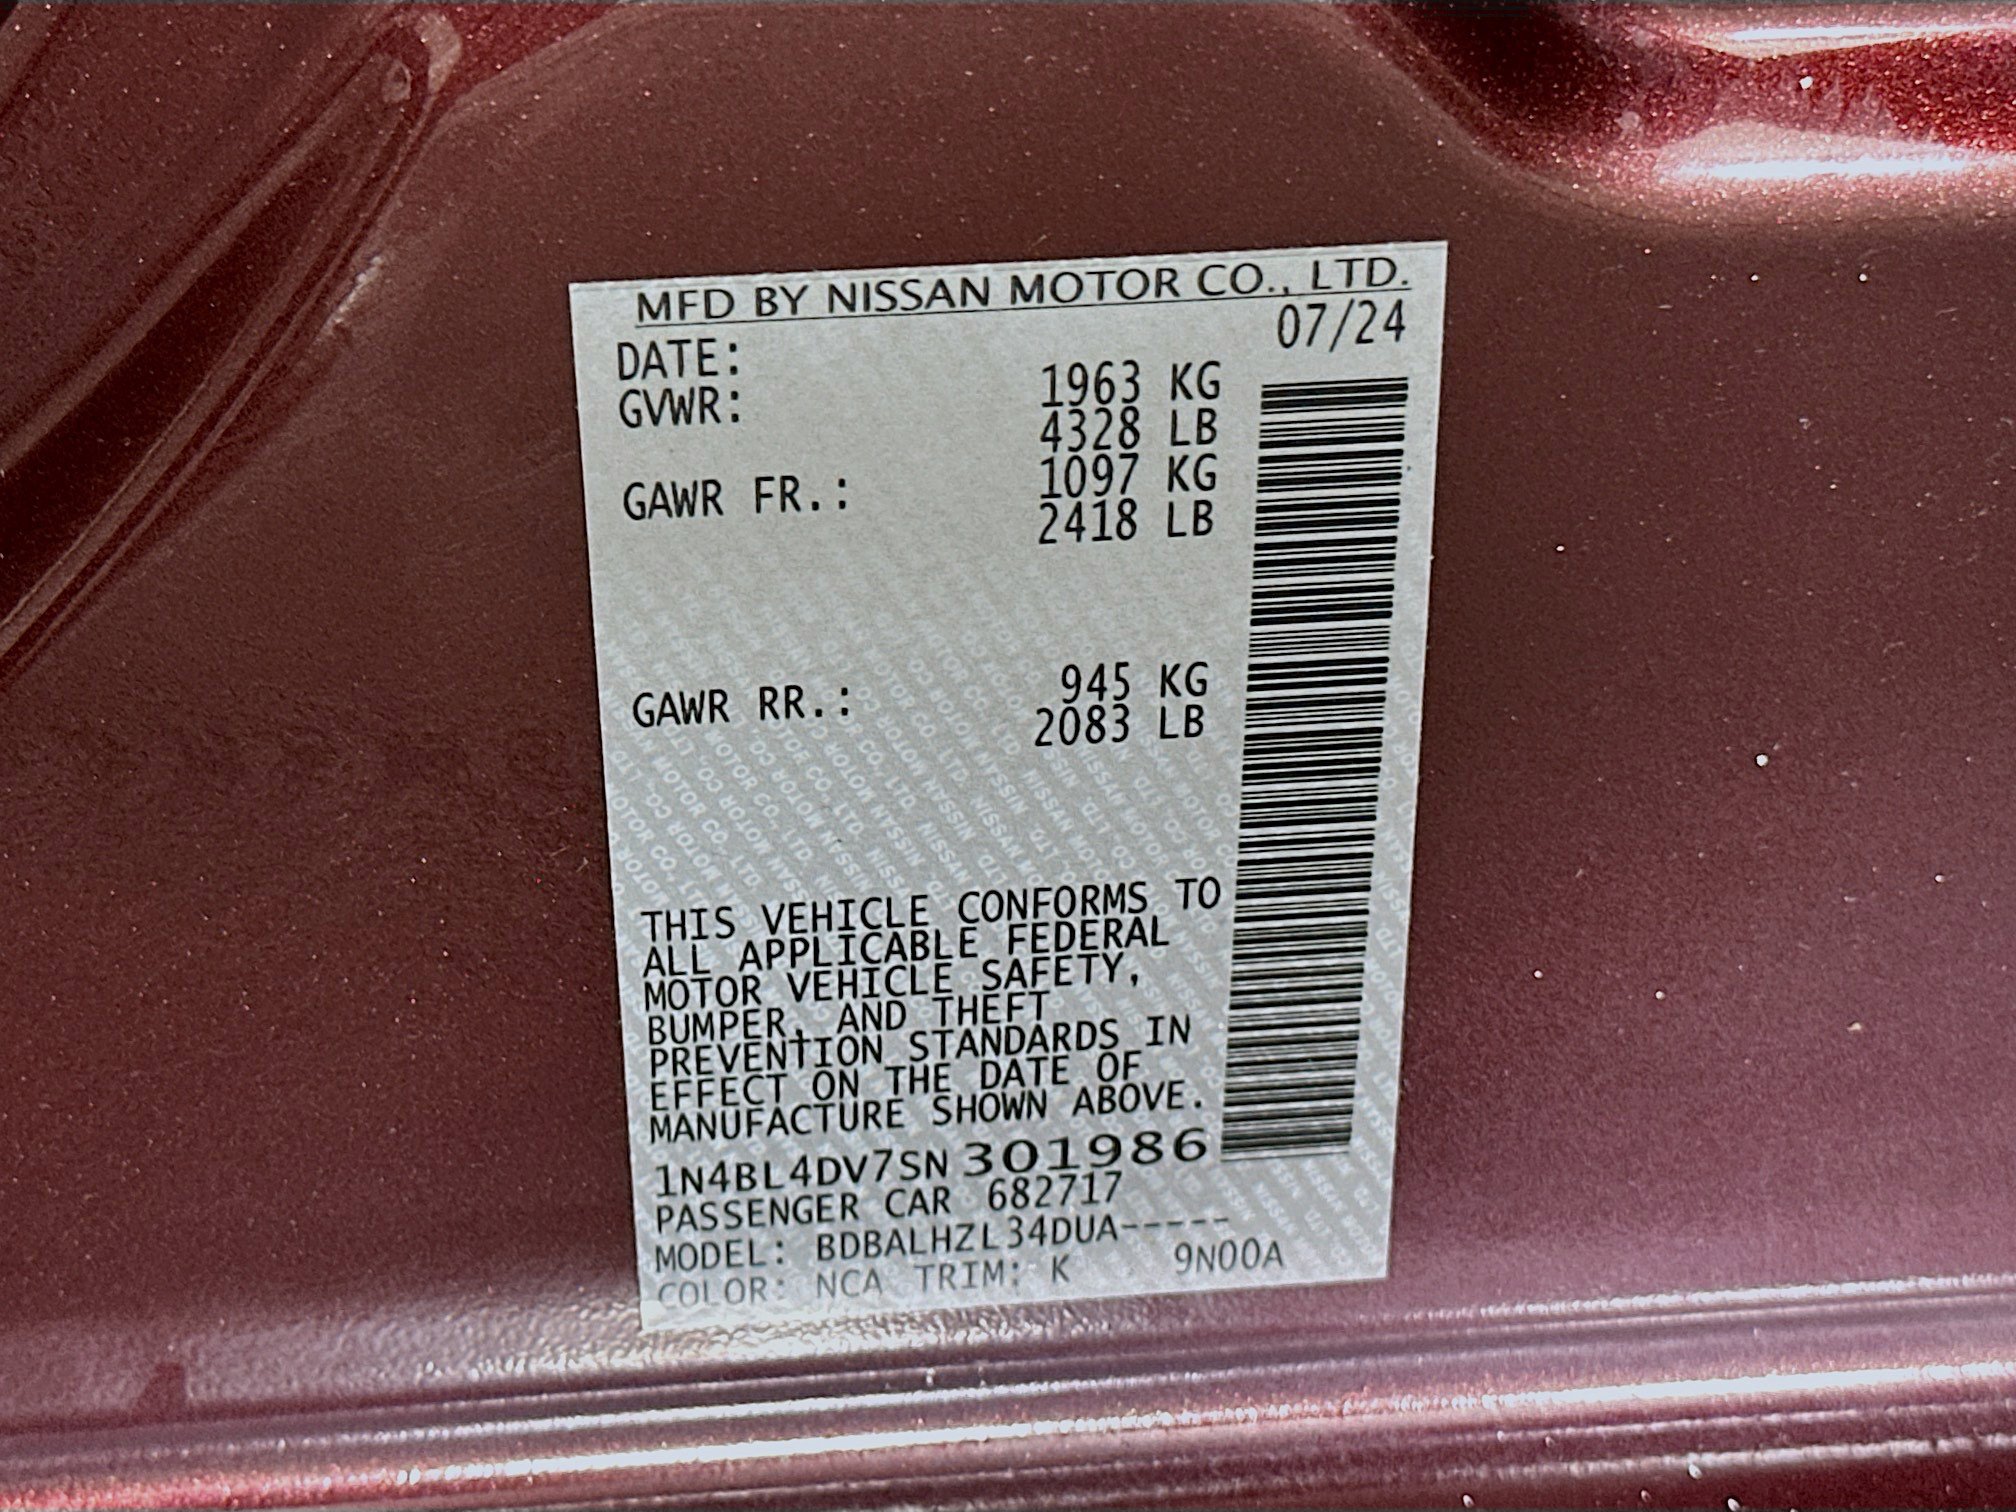 MFD BY NISSAN MOTOR CO., LTD.
DATE: 07/24
GVWR: 1963 KG
4328 LB
GAWR FR.: 1097 KG
2418 LB
GAWR RR.: 945 KG
2083 LB
THIS VEHICLE CONFORMS TO
ALL APPLICABLE FEDERAL
MOTOR VEHICLE SAFETY,
BUMPER, AND THEFT
PREVENTION STANDARDS IN
EFFECT ON THE DATE OF
MANUFACTURE SHOWN ABOVE.
1N4BL4DV7SN301986
PASSENGER CAR 682717
MODEL: BDBALHZL34DUA-----
COLOR: NCA TRIM: K 9N00A